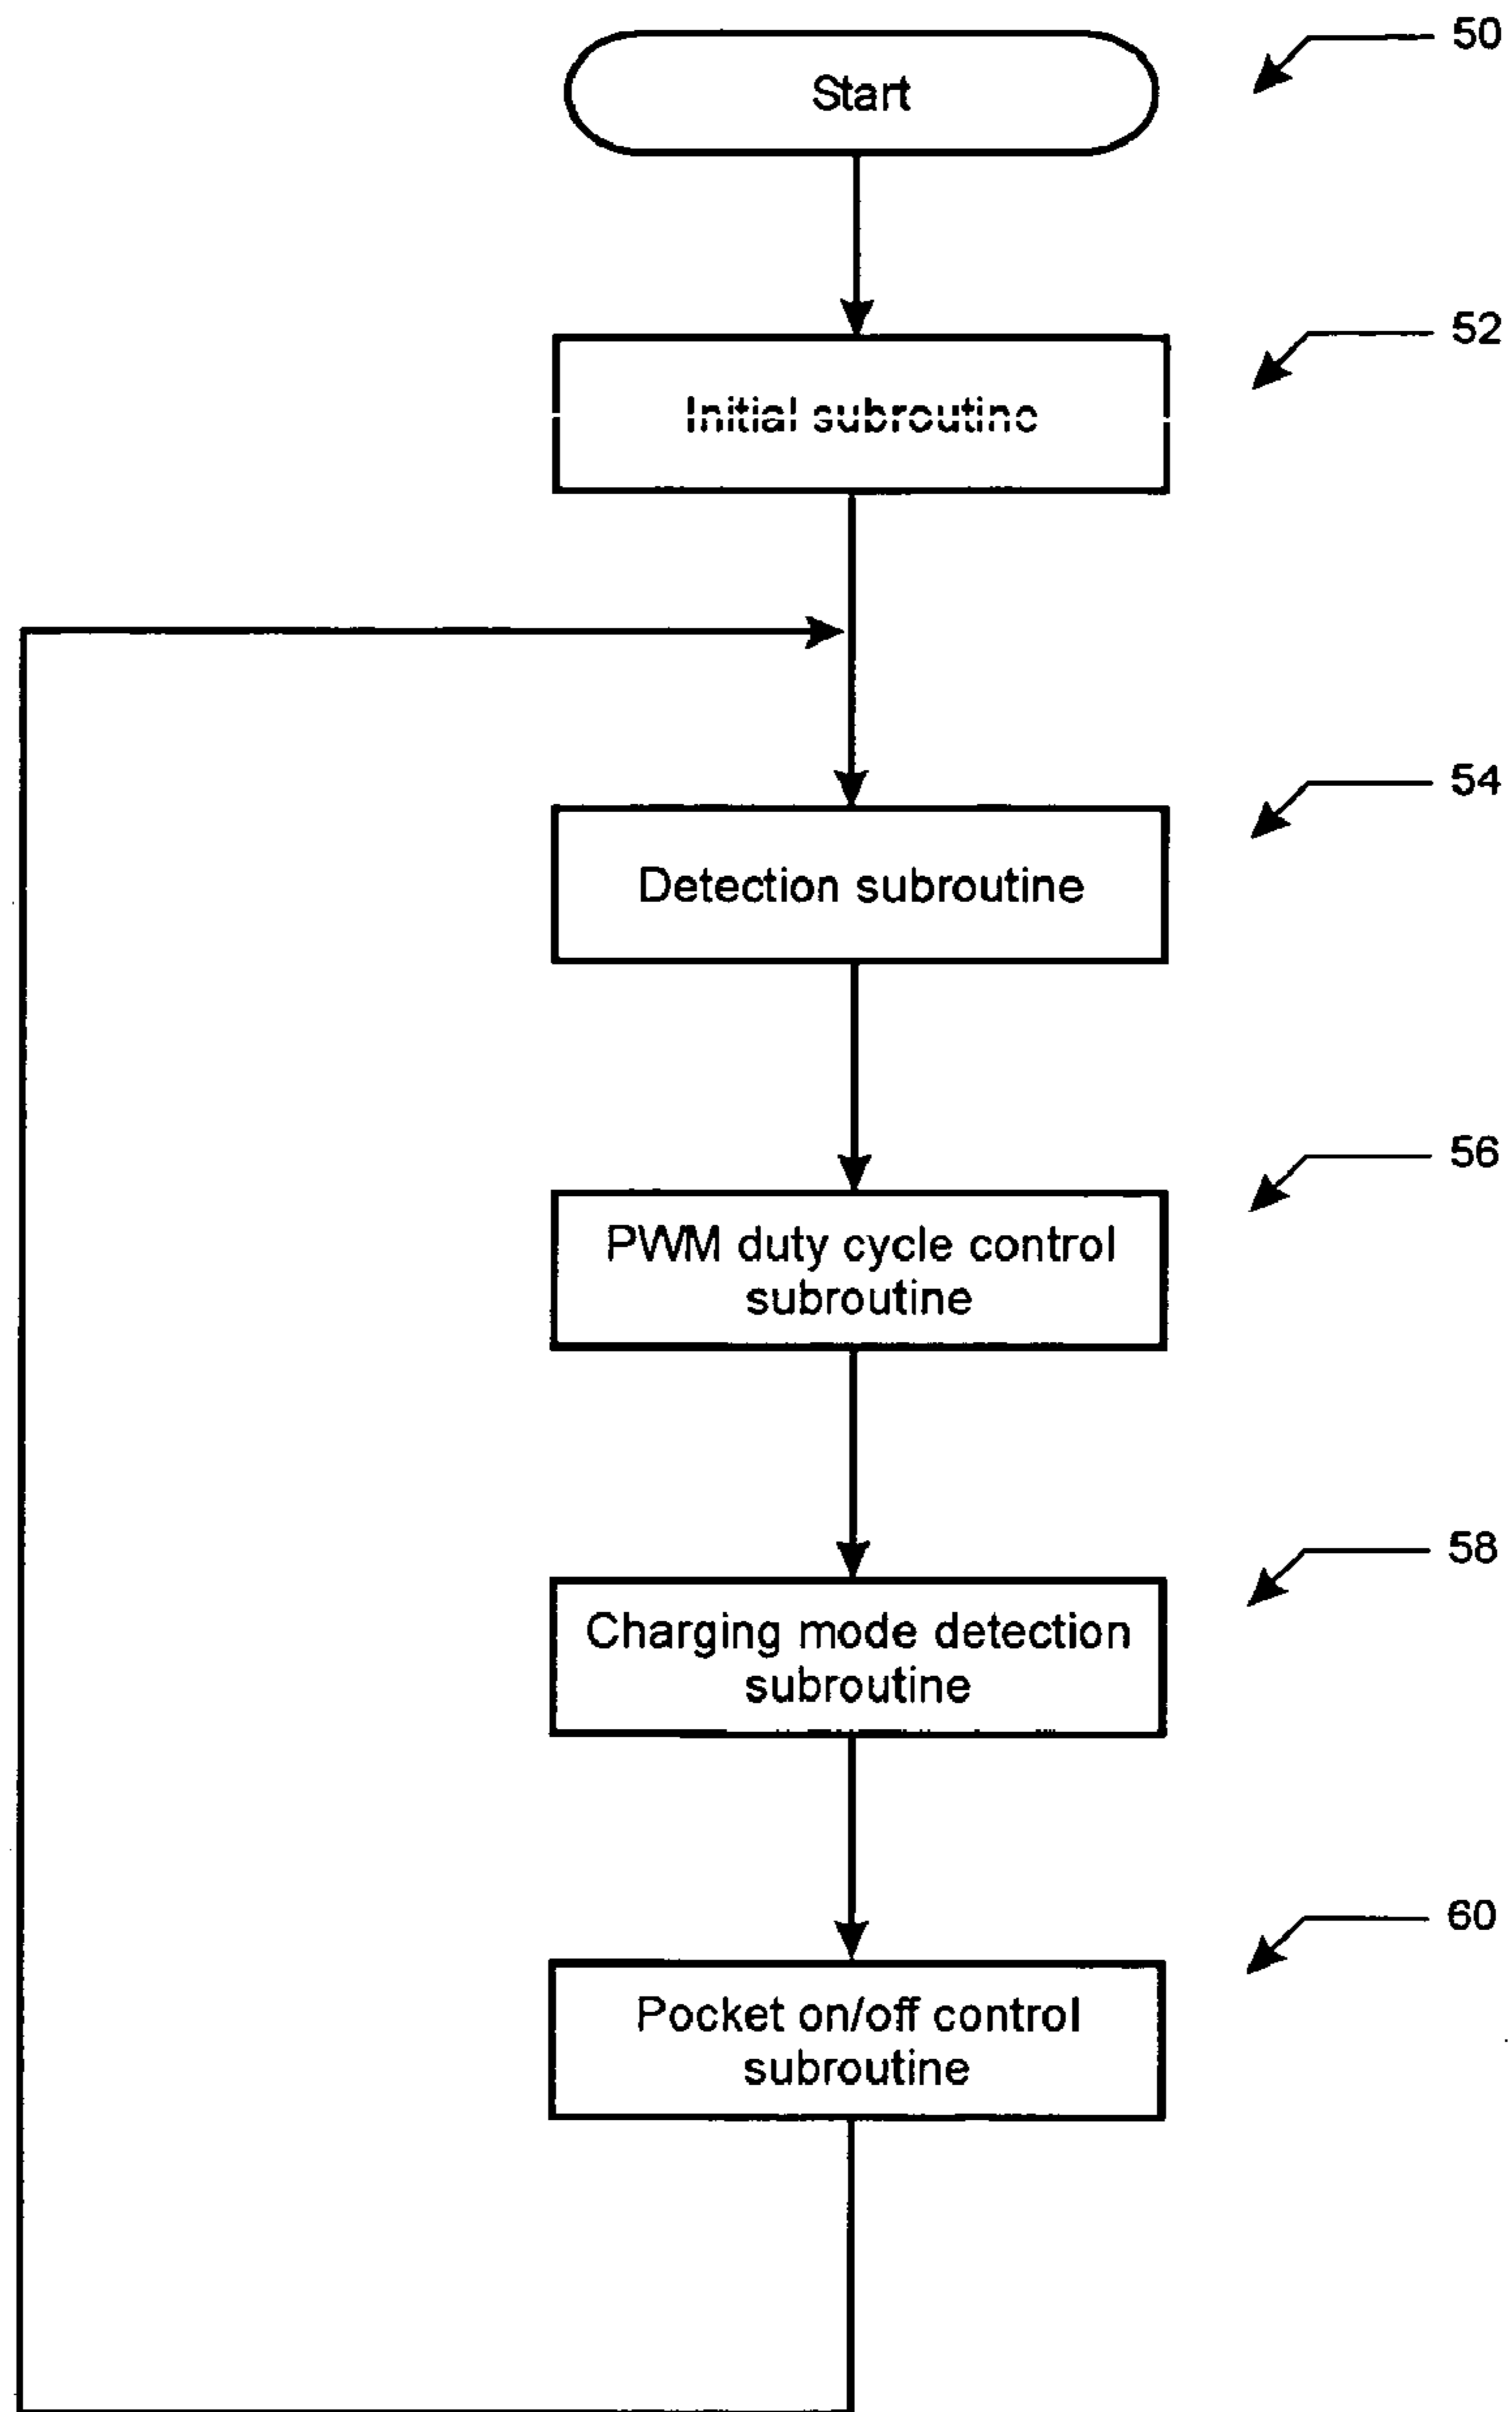 Start
50
Initial subroutine
52
Detection subroutine
54
PWM duty cycle control
subroutine
56
Charging mode detection
subroutine
58
Pocket on/off control
subroutine
60